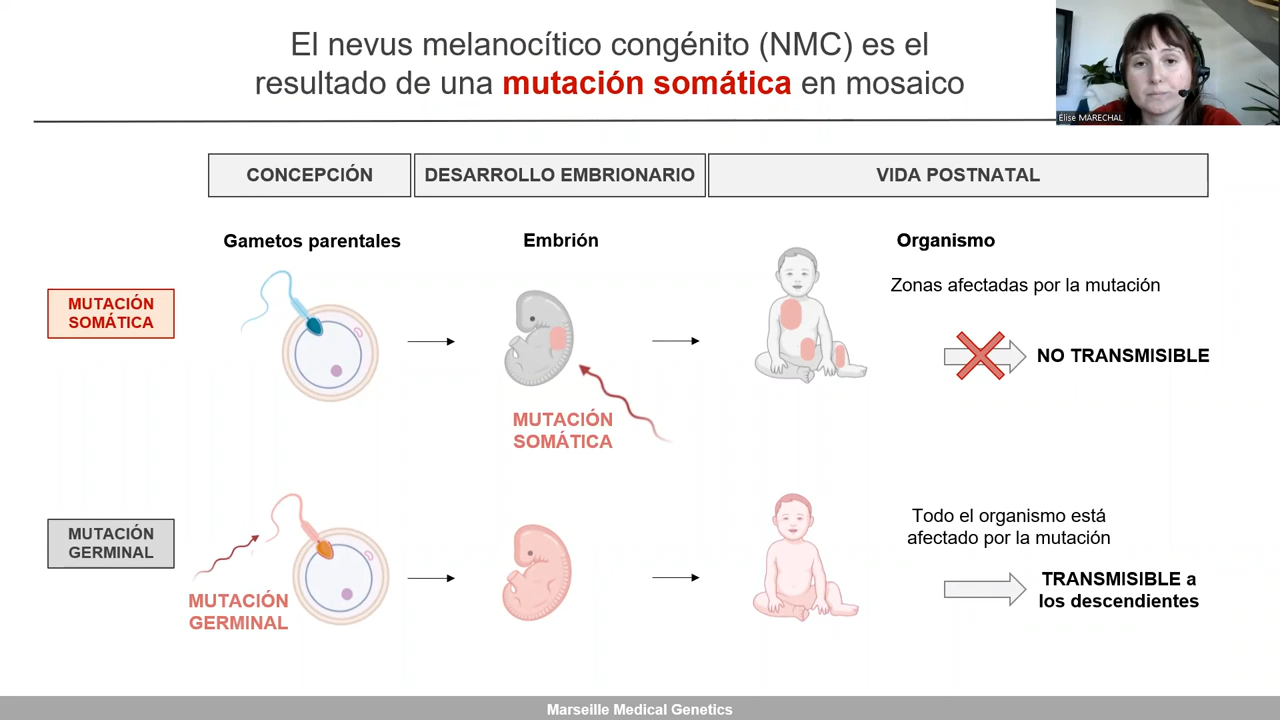 El nevus melanocítico congénito (NMC) es el
resultado de una mutación somática en mosaico
Élise MARECHAL
CONCEPCIÓN
DESARROLLO EMBRIONARIO
VIDA POSTNATAL
Gametos parentales
Embrión
Organismo
MUTACIÓN
SOMÁTICA
Zonas afectadas por la mutación
NO TRANSMISIBLE
MUTACIÓN
SOMÁTICA
MUTACIÓN
GERMINAL
MUTACIÓN
GERMINAL
Todo el organismo está
afectado por la mutación
TRANSMISIBLE a
los descendientes
Marseille Medical Genetics